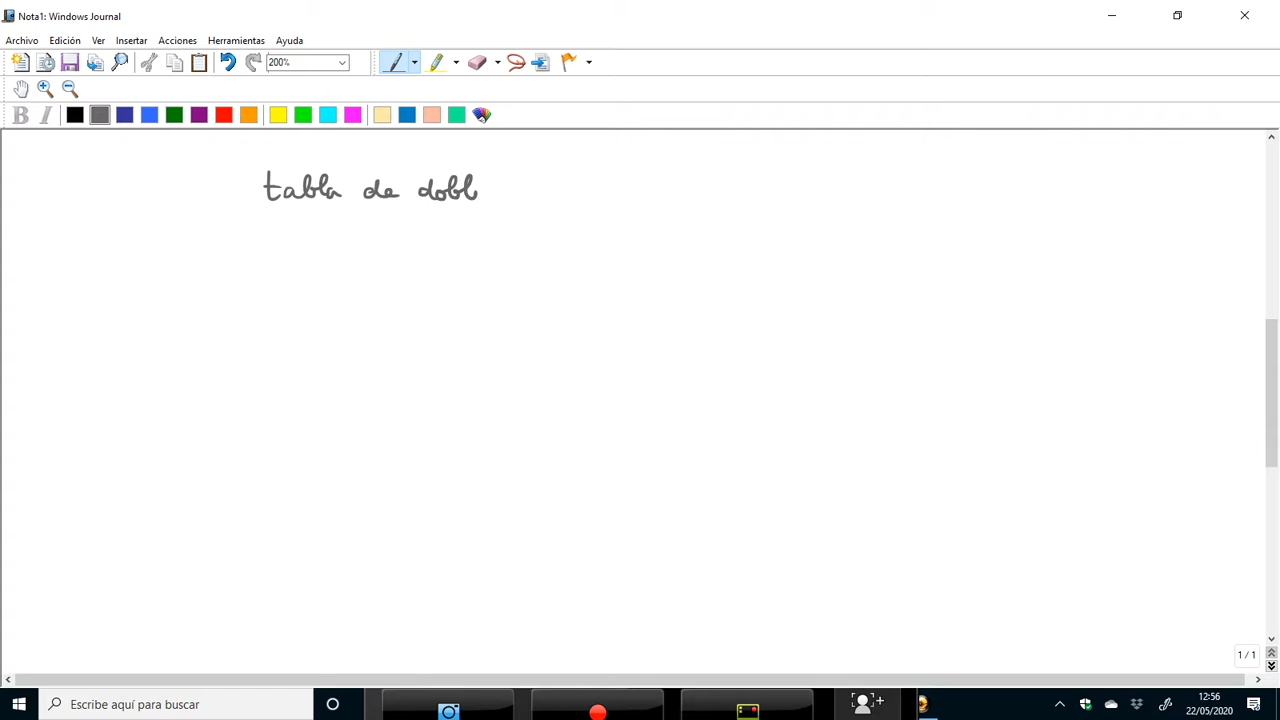 Nota1: Windows Journal
Archivo Edición Ver Insertar Acciones Herramientas Ayuda
200%
B I
tabla de dobl
1 / 1
Escribe aquí para buscar
12:56
22/05/2020